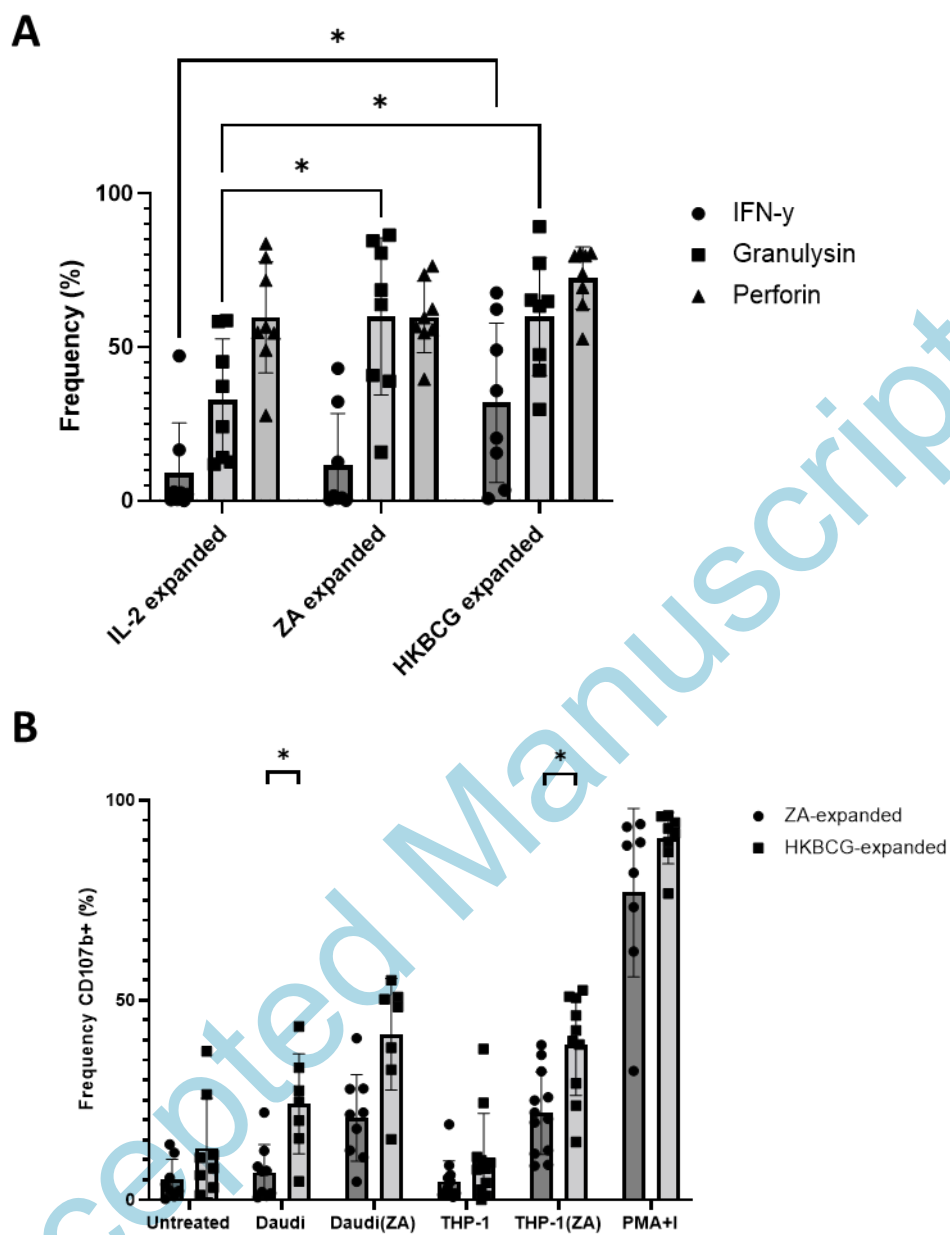 A
*
*
*
100
50
0
Frequency (%)
IFN-y
Granulysin
Perforin
IL-2 expanded
ZA expanded
HKBCG expanded
B
*
*
100
50
0
Frequency CD107b+ (%)
ZA-expanded
HKBCG-expanded
Untreated
Daudi
Daudi(ZA)
THP-1
THP-1(ZA)
PMA+I
cepted Manuscript